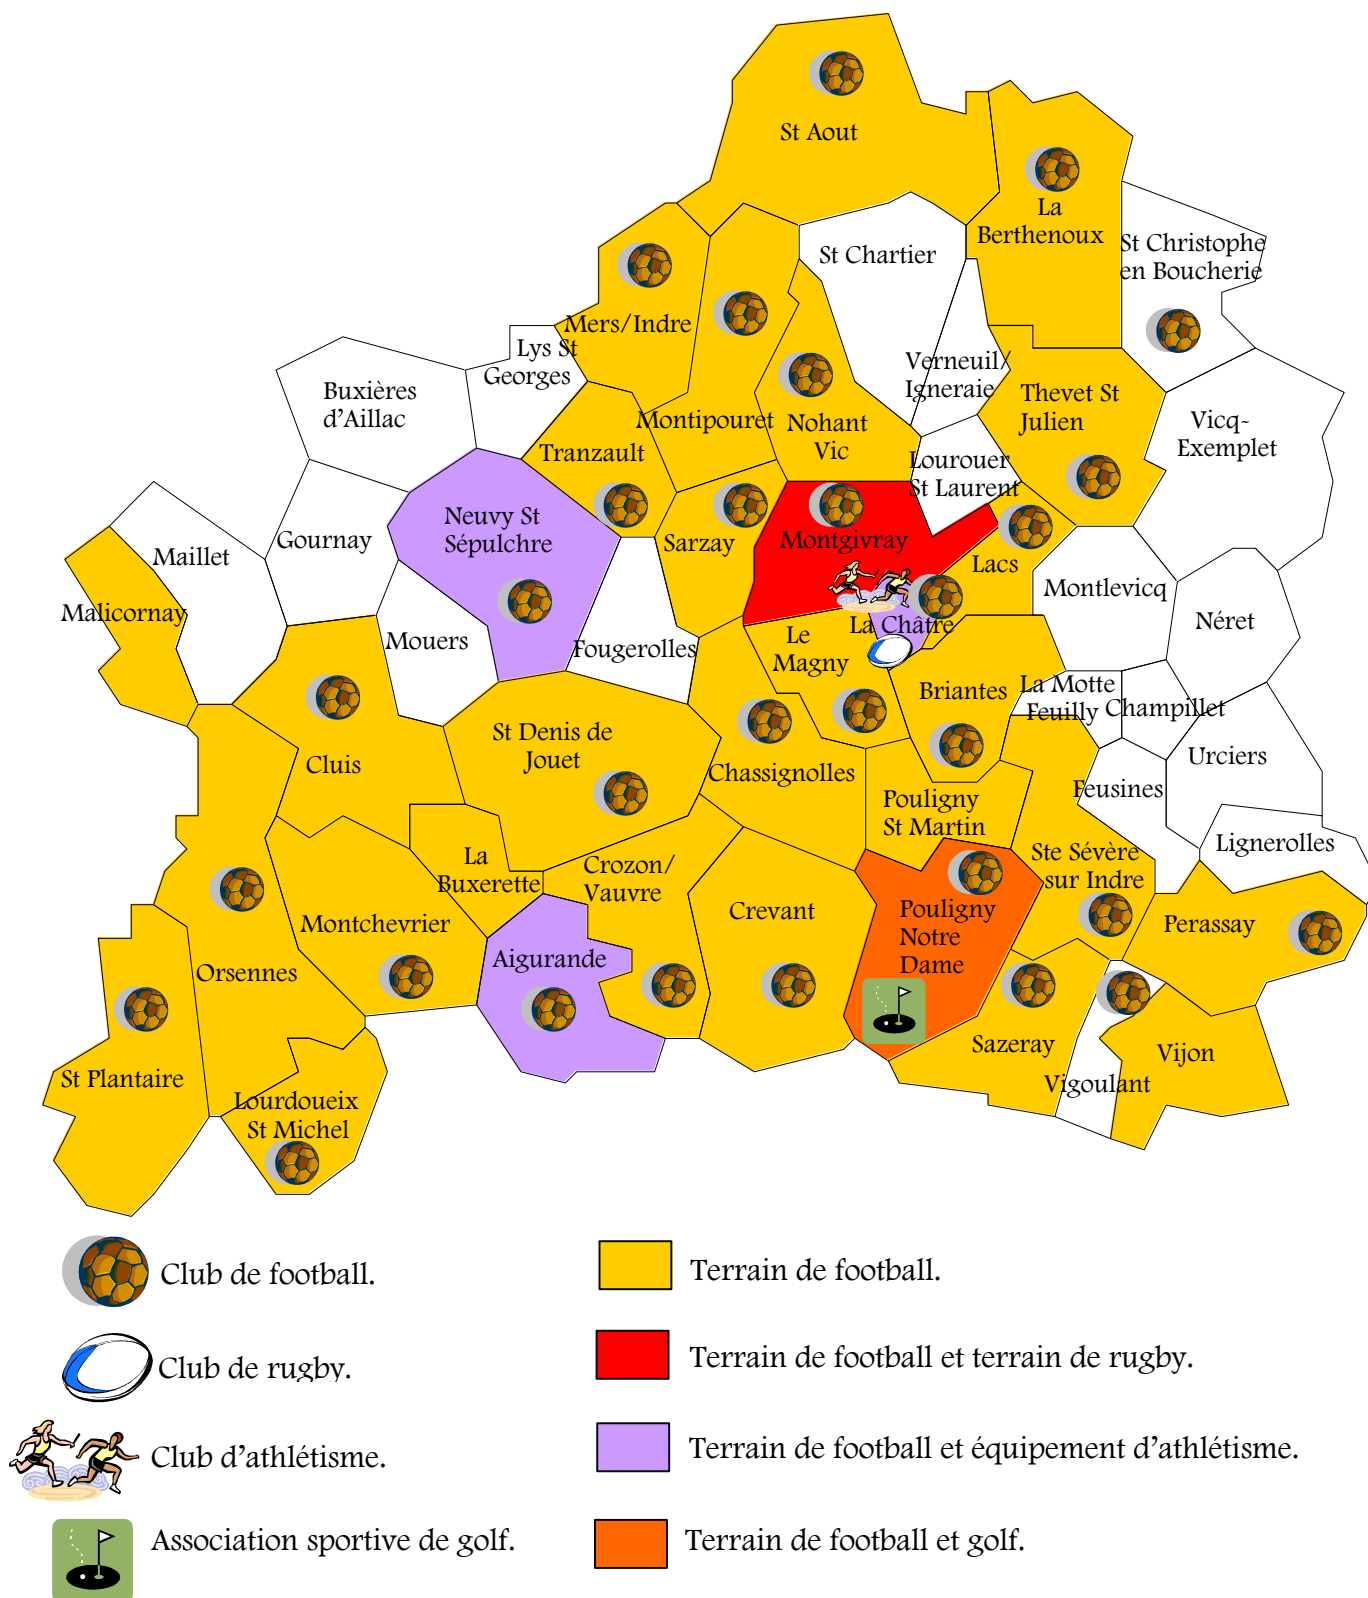 St Aout
La
Berthenoux
St Chartier
St Christophe
en Boucherie
Mers/Indre
Lys St
Georges
Verneuil/
Igneraie
Buxières
d'Aillac
Thevet St
Julien
Vicq-
Exemplet
Montipouret
Nohant
Vic
Tranzault
Lourouer
St Laurent
Neuvy St
Sépulchre
Gournay
Maillet
Sarzay
Montgivray
Lacs
Montlevicq
Malicornay
Mouers
Fougerolles
Le
Magny
La Châtre
Néret
Briantes
La Motte
Feuilly
Champillet
St Denis de
Jouet
Cluis
Chassignolles
Urciers
Feusines
Pouligny
St Martin
Lignerolles
La
Buxerette
Crozon/
Vauvre
Ste Sévère
sur Indre
Montchevrier
Crevant
Pouligny
Notre
Dame
Perassay
Orsennes
Aigurande
Sazeray
Vijon
St Plantaire
Vigoulant
Lourdoueix
St Michel
Club de football.
Terrain de football.
Club de rugby.
Terrain de football et terrain de rugby.
Club d'athlétisme.
Terrain de football et équipement d'athlétisme.
Association sportive de golf.
Terrain de football et golf.